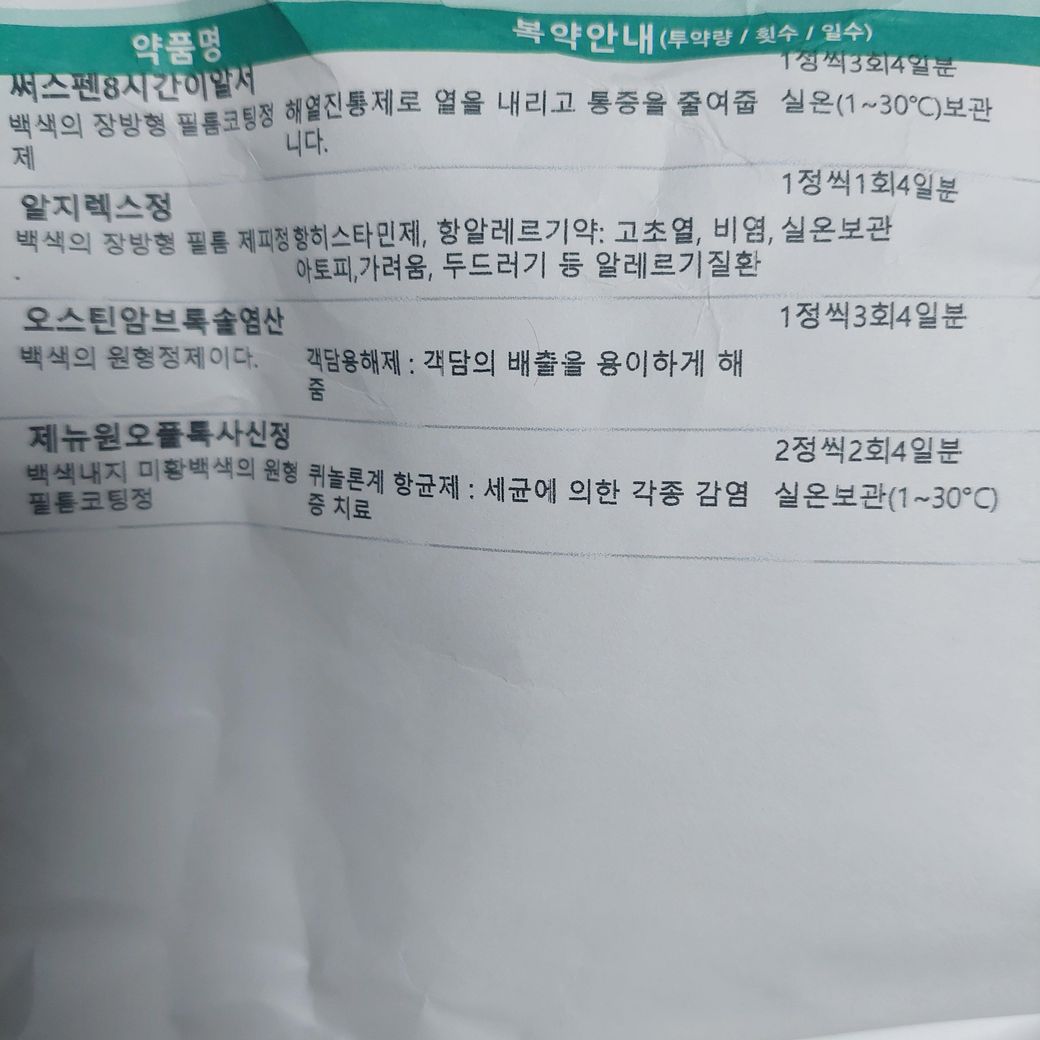 약품명
복약안내(투약량 / 횟수 / 일수)
써스펜8시간이알서
1정씩3회4일분
백색의 장방형 필름코팅정
제
해열진통제로 열을 내리고 통증을 줄여줍
니다.
실온(1~30℃)보관
알지렉스정
1정씩1회4일분
백색의 장방형 필름 제피정
.
항히스타민제, 항알레르기약: 고초열, 비염,
아토피,가려움, 두드러기 등 알레르기질환
실온보관
오스틴암브록솔염산
1정씩3회4일분
백색의 원형정제이다.
객담용해제 : 객담의 배출을 용이하게 해
줌
제뉴원오플록사신정
2정씩2회4일분
백색내지 미황백색의 원형
필름코팅정
퀴놀론계 항균제 : 세균에 의한 각종 감염
증 치료
실온보관(1~30°C)